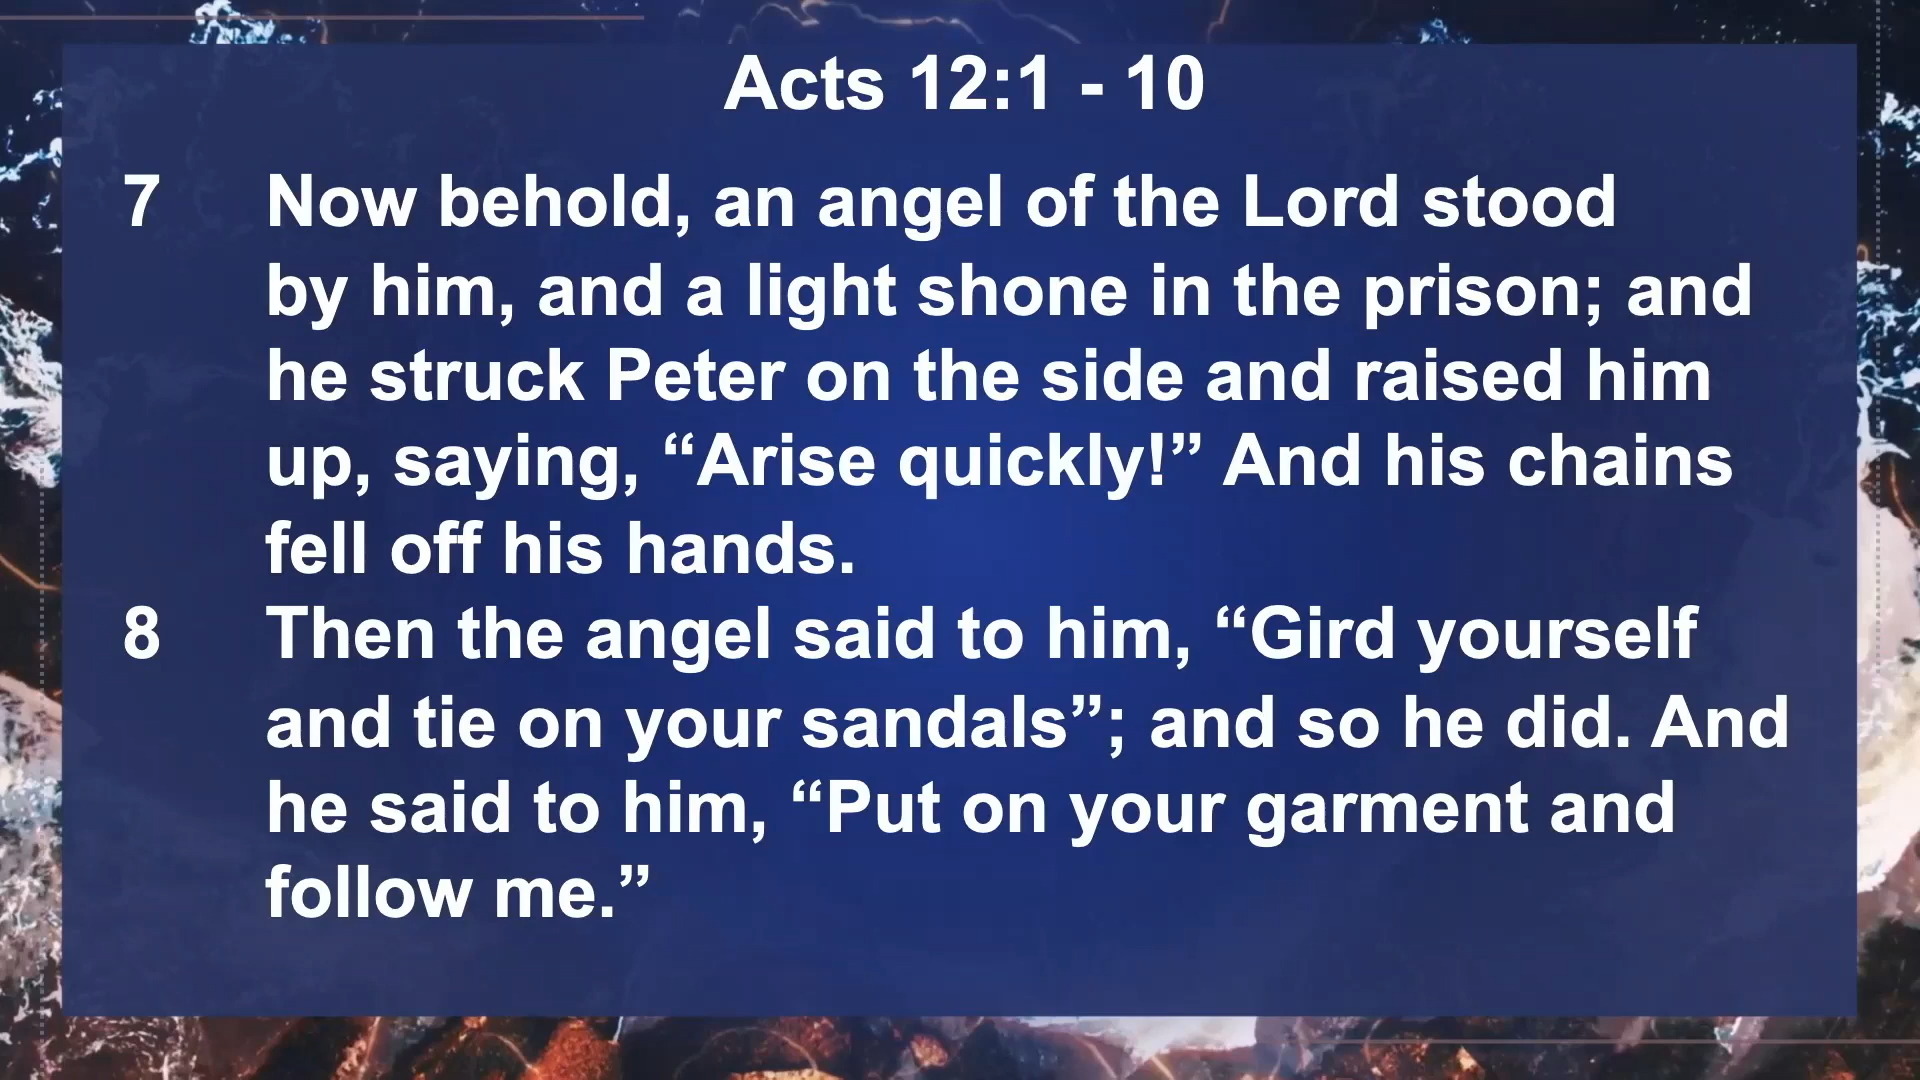 Acts 12:1 - 10
7 Now behold, an angel of the Lord stood
by him, and a light shone in the prison; and
he struck Peter on the side and raised him
up, saying, “Arise quickly!” And his chains
fell off his hands.
8 Then the angel said to him, “Gird yourself
and tie on your sandals”; and so he did. And
he said to him, “Put on your garment and
follow me.”